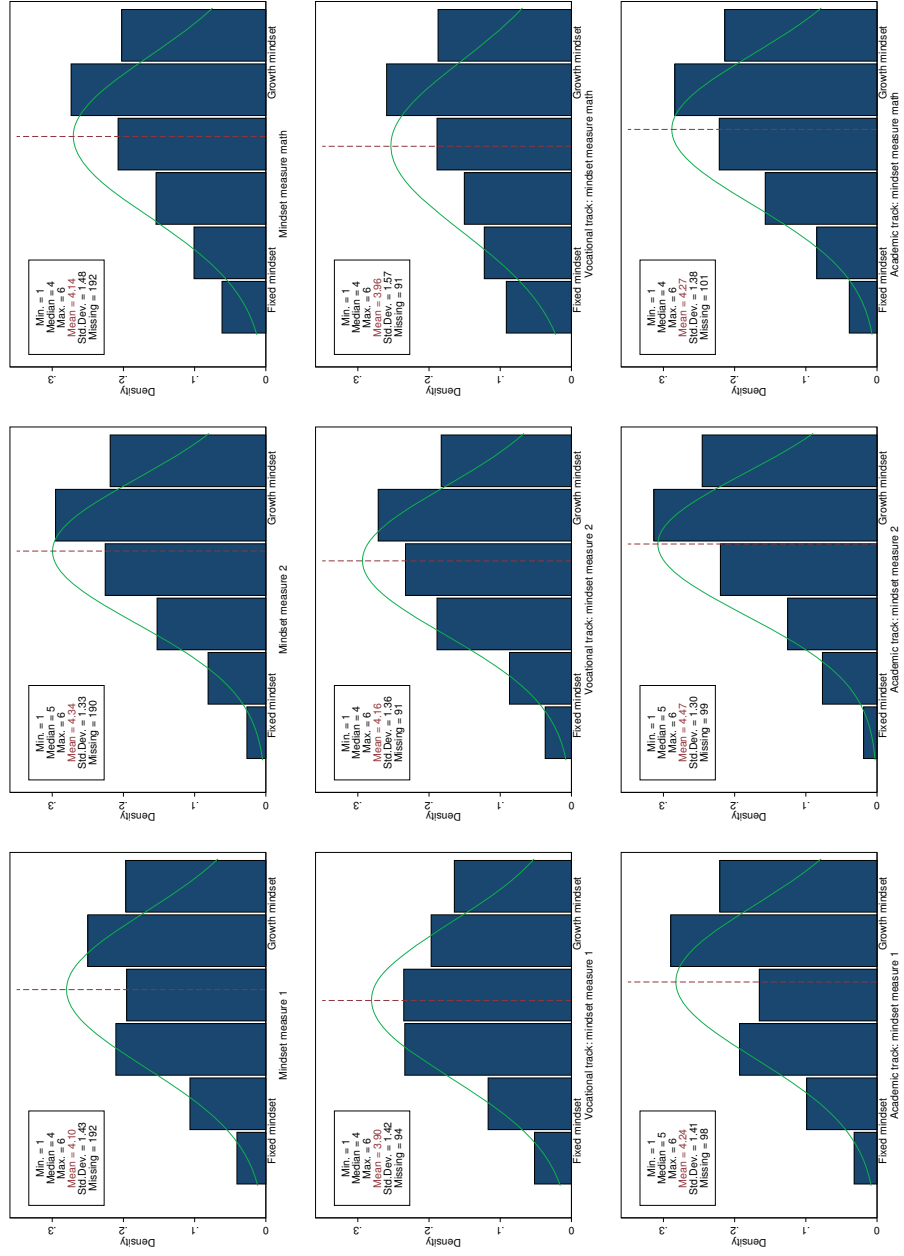 .3
.2
.1
0
Density
Min. = 1
Median = 4
Max. = 6
Mean = 4.10
Std.Dev. = 1.43
Missing = 192
Fixed mindset
Growth mindset
Mindset measure 1
.3
.2
.1
0
Density
Min. = 1
Median = 5
Max. = 6
Mean = 4.34
Std.Dev. = 1.33
Missing = 190
Fixed mindset
Growth mindset
Mindset measure 2
.3
.2
.1
0
Density
Min. = 1
Median = 4
Max. = 6
Mean = 4.14
Std.Dev. = 1.48
Missing = 192
Fixed mindset
Growth mindset
Mindset measure math
.3
.2
.1
0
Density
Min. = 1
Median = 4
Max. = 6
Mean = 3.90
Std.Dev. = 1.42
Missing = 94
Fixed mindset
Growth mindset
Vocational track: mindset measure 1
.3
.2
.1
0
Density
Min. = 1
Median = 4
Max. = 6
Mean = 4.16
Std.Dev. = 1.36
Missing = 91
Fixed mindset
Growth mindset
Vocational track: mindset measure 2
.3
.2
.1
0
Density
Min. = 1
Median = 4
Max. = 6
Mean = 3.96
Std.Dev. = 1.57
Missing = 91
Fixed mindset
Growth mindset
Vocational track: mindset measure math
.3
.2
.1
0
Density
Min. = 1
Median = 5
Max. = 6
Mean = 4.24
Std.Dev. = 1.41
Missing = 98
Fixed mindset
Growth mindset
Academic track: mindset measure 1
.3
.2
.1
0
Density
Min. = 1
Median = 5
Max. = 6
Mean = 4.47
Std.Dev. = 1.30
Missing = 99
Fixed mindset
Growth mindset
Academic track: mindset measure 2
.3
.2
.1
0
Density
Min. = 1
Median = 4
Max. = 6
Mean = 4.27
Std.Dev. = 1.38
Missing = 101
Fixed mindset
Growth mindset
Academic track: mindset measure math